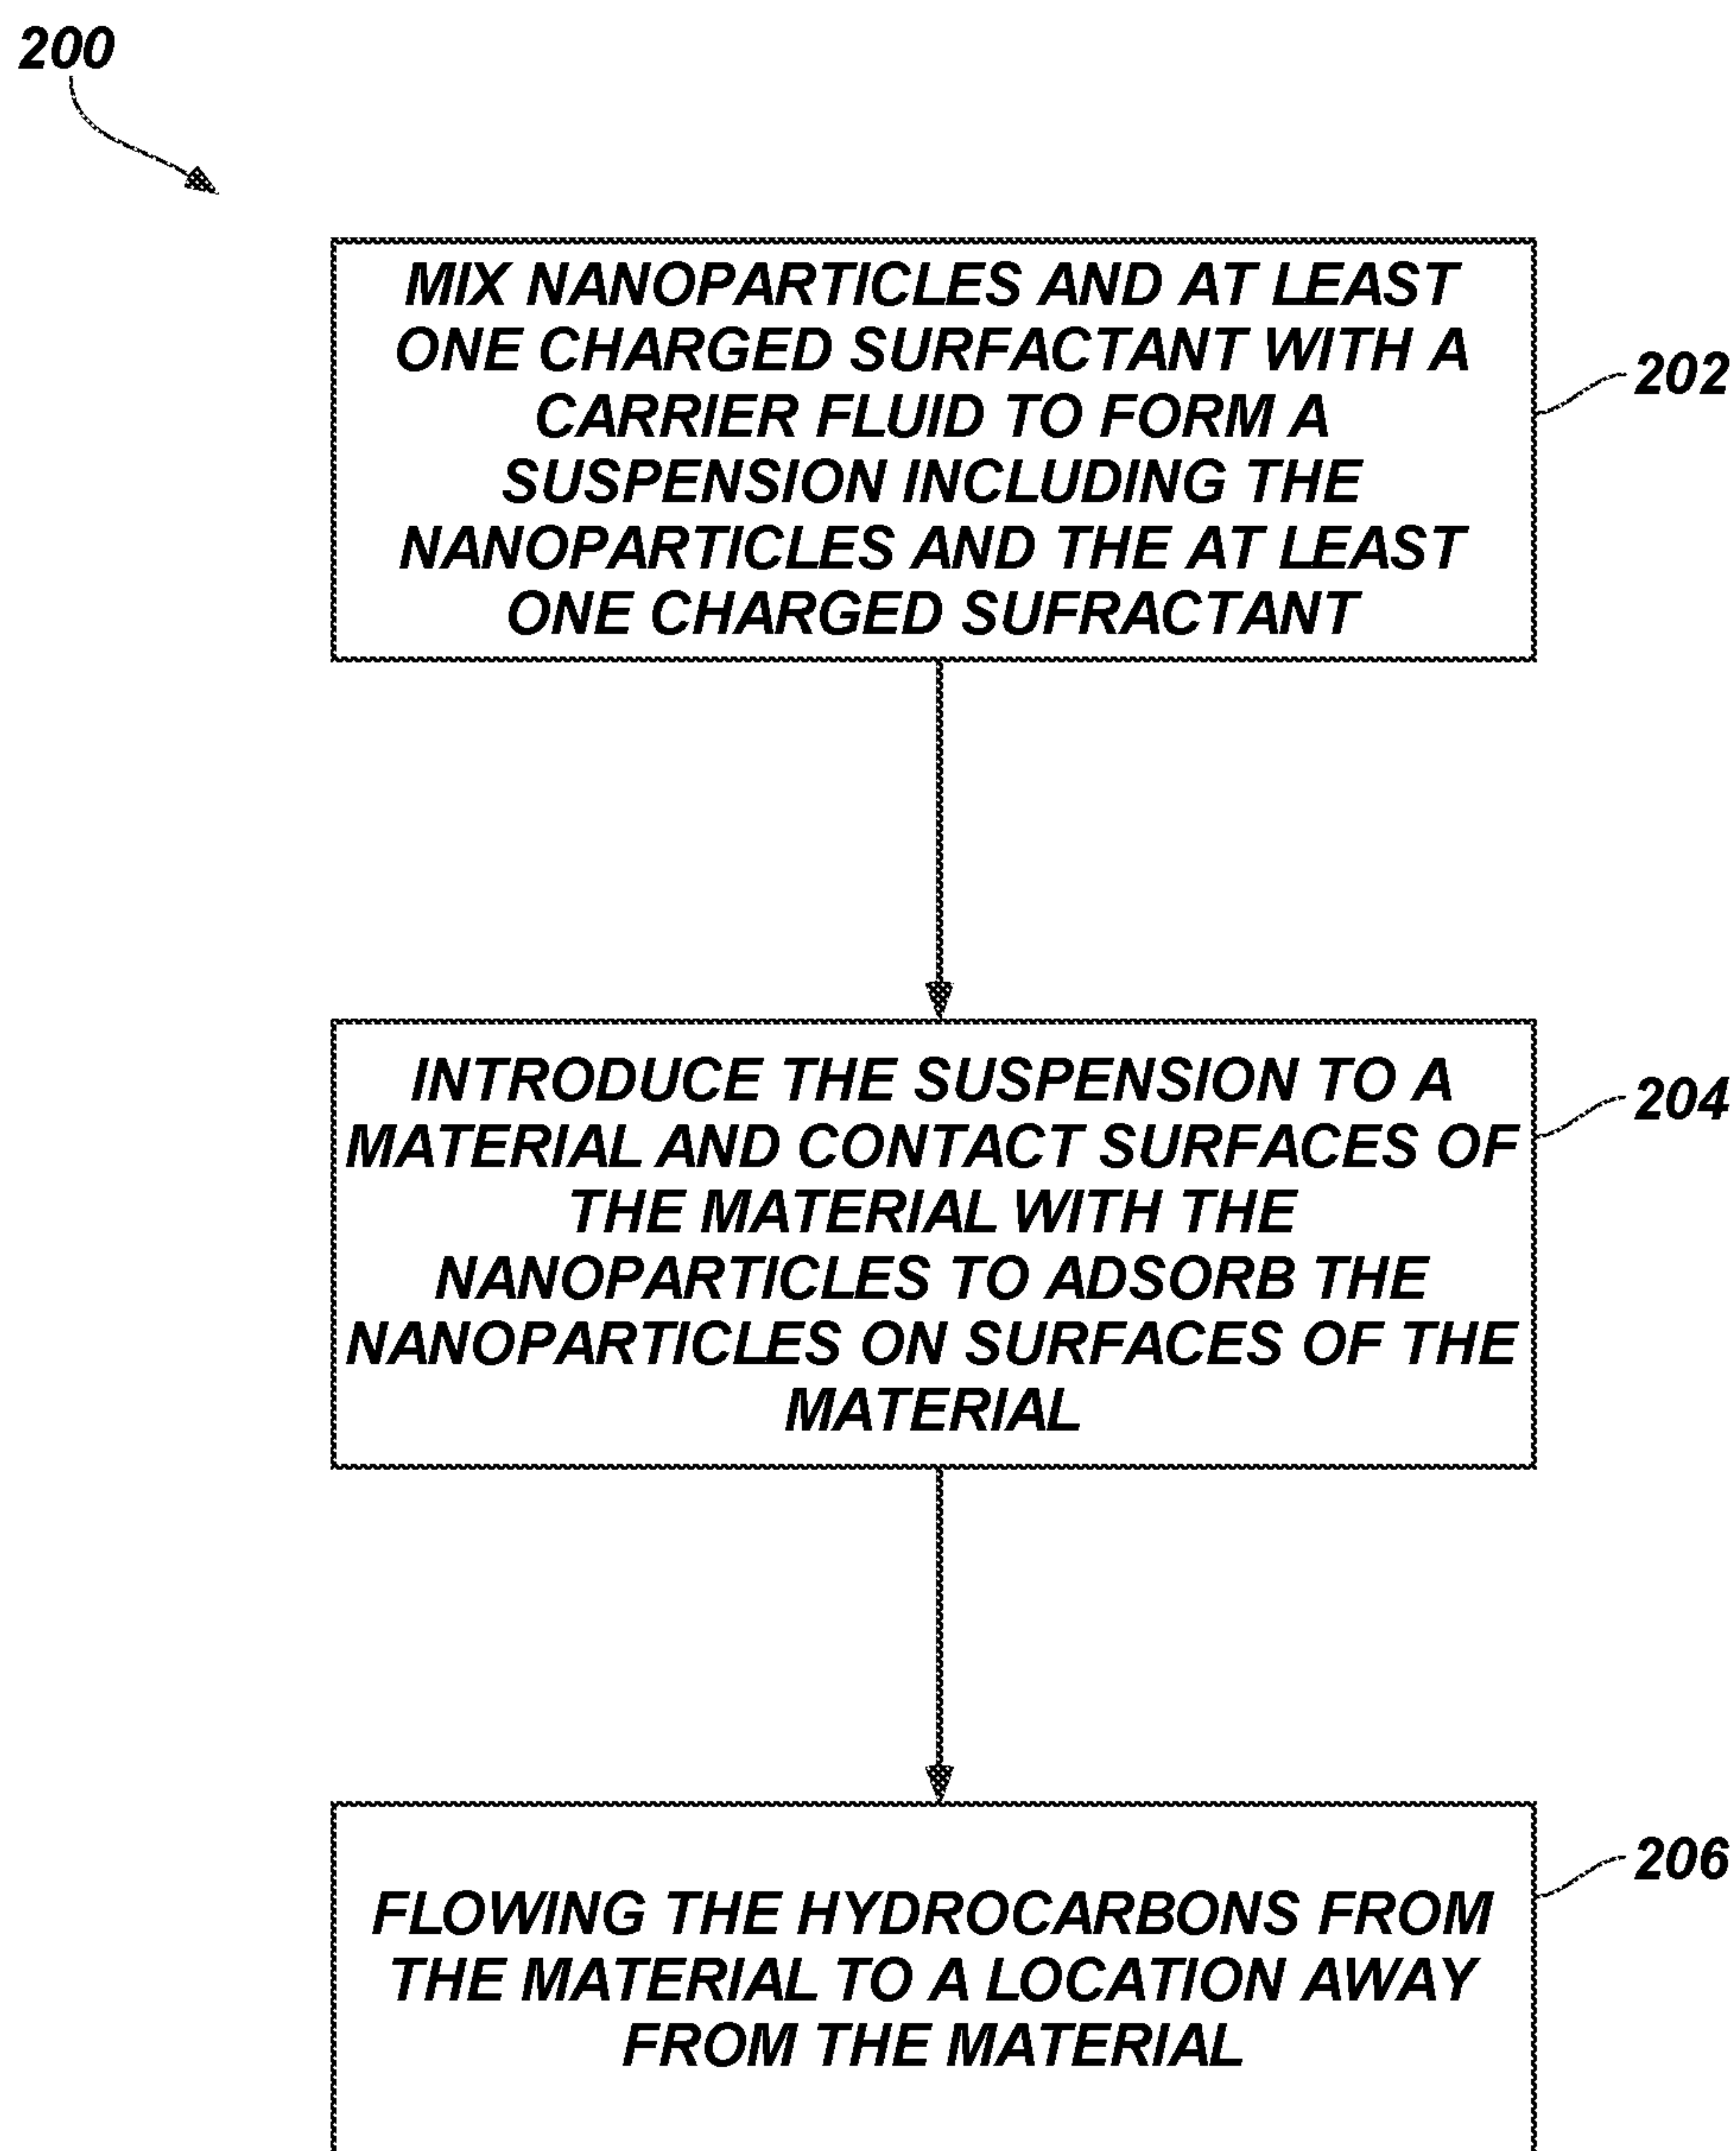 200
MIX NANOPARTICLES AND AT LEAST
ONE CHARGED SURFACTANT WITH A
CARRIER FLUID TO FORM A
SUSPENSION INCLUDING THE
NANOPARTICLES AND THE AT LEAST
ONE CHARGED SUFRACTANT
202
INTRODUCE THE SUSPENSION TO A
MATERIAL AND CONTACT SURFACES OF
THE MATERIAL WITH THE
NANOPARTICLES TO ADSORB THE
NANOPARTICLES ON SURFACES OF THE
MATERIAL
204
FLOWING THE HYDROCARBONS FROM
THE MATERIAL TO A LOCATION AWAY
FROM THE MATERIAL
206